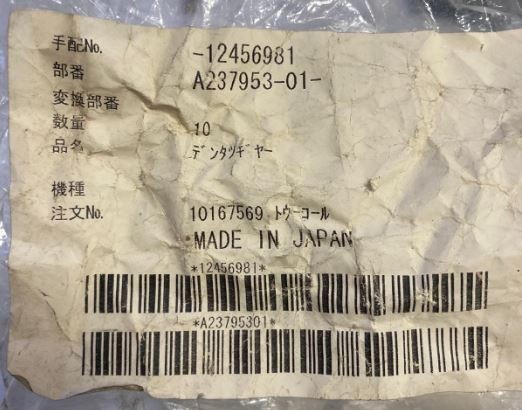 手配No. -12456981
部番 A237953-01-
変換部番
数量 10
品名 デンタツギヤー
機種
注文No. 10167569 トウーコール
MADE IN JAPAN
*12456981*
*A23795301*